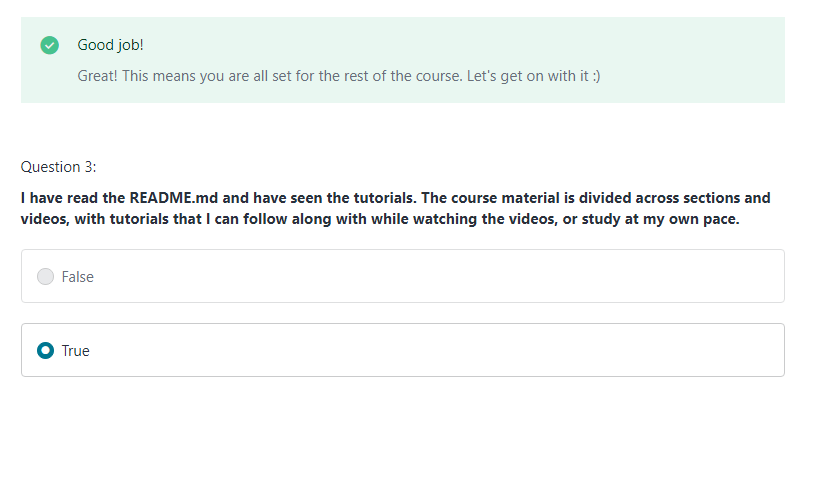 Good job!
Great! This means you are all set for the rest of the course. Let's get on with it :)
Question 3:
I have read the README.md and have seen the tutorials. The course material is divided across sections and
videos, with tutorials that I can follow along with while watching the videos, or study at my own pace.
False
True